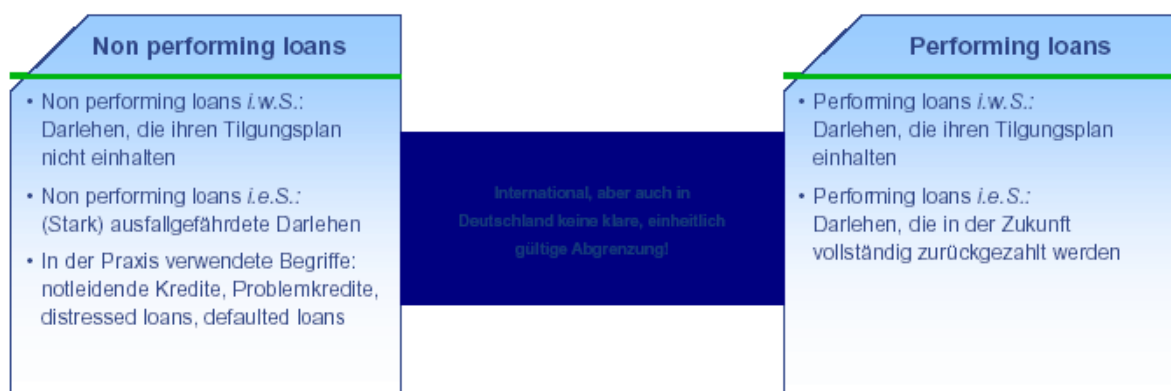 Non performing loans
• Non performing loans i.w.S.:
Darlehen, die ihren Tilgungsplan
nicht einhalten
• Non performing loans i.e.S.:
(Stark) ausfallgefährdete Darlehen
• In der Praxis verwendete Begriffe:
notleidende Kredite, Problemkredite,
distressed loans, defaulted loans
International, aber auch in
Deutschland keine klare, einheitlich
gültige Abgrenzung!
Performing loans
• Performing loans i.w.S.:
Darlehen, die ihren Tilgungsplan
einhalten
• Performing loans i.e.S.:
Darlehen, die in der Zukunft
vollständig zurückgezahlt werden